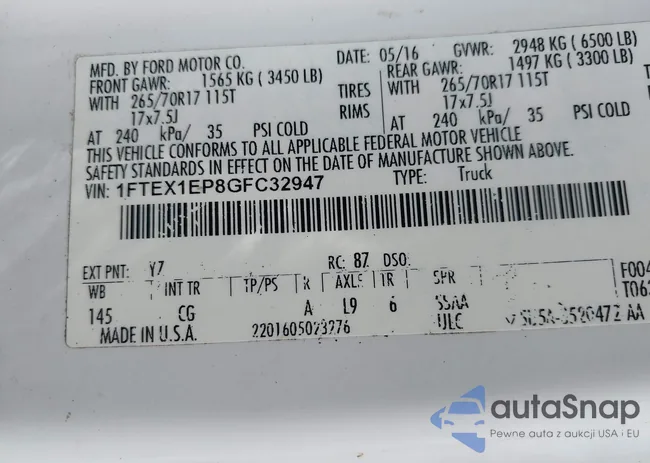 MFD. BY FORD MOTOR CO. DATE: 05/16 GVWR: 2948 KG ( 6500 LB)
FRONT GAWR: 1565 KG ( 3450 LB) REAR GAWR: 1497 KG ( 3300 LB)
WITH 265/70R17 115T TIRES WITH 265/70R17 115T
17x7.5J RIMS 17x7.5J
AT 240 kPa/ 35 PSI COLD AT 240 kPa/ 35 PSI COLD
THIS VEHICLE CONFORMS TO ALL APPLICABLE FEDERAL MOTOR VEHICLE
SAFETY STANDARDS IN EFFECT ON THE DATE OF MANUFACTURE SHOWN ABOVE.
VIN: 1FTEX1EP8GFC32947 TYPE: Truck
EXT PNT: Y7 RC: 87 DSO:
WB INT TR TP/PS R AXLE TR SPR
145 CG A L9 6
MADE IN U.S.A.
autaSnap
Pewne auta z aukcji USA i EU